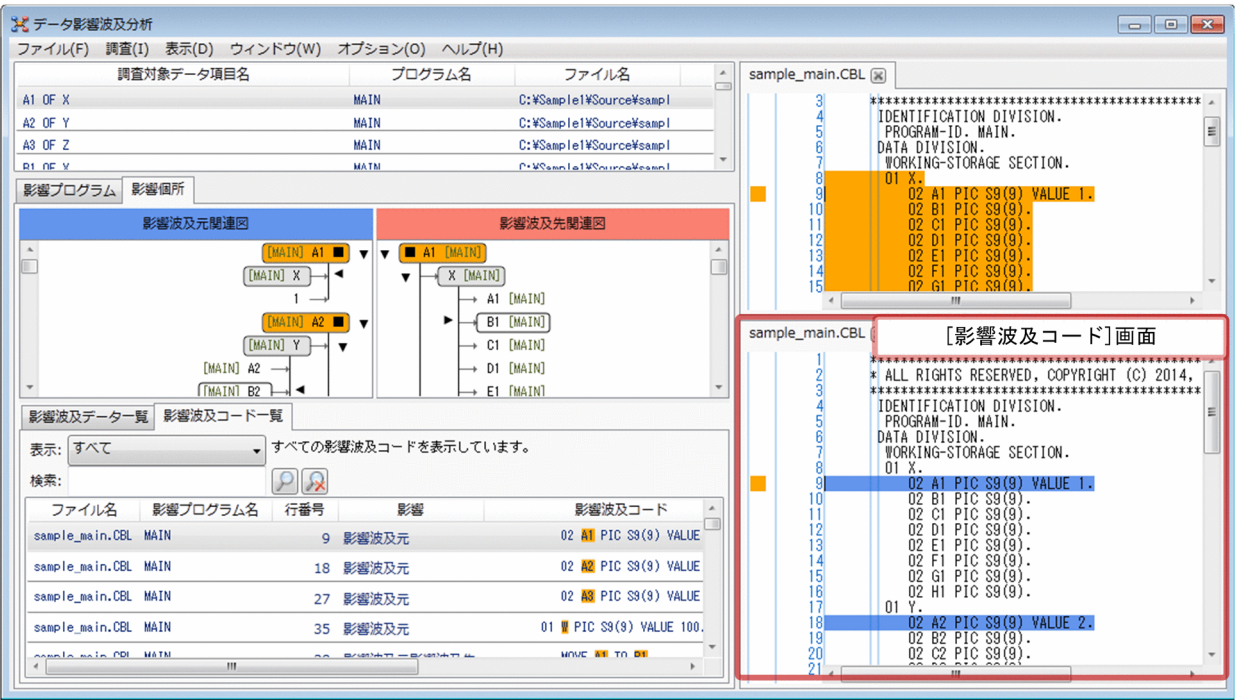 データ影響波及分析
ファイル(F) 調査(I) 表示(D) ウィンドウ(W) オプション(O) ヘルプ(H)
調査対象データ項目名 プログラム名 ファイル名
A1 OF X MAIN C:¥Sample1¥Source¥sampl
A2 OF Y MAIN C:¥Sample1¥Source¥sampl
A3 OF Z MAIN C:¥Sample1¥Source¥sampl
B1 OF X MAIN C:¥Sample1¥Source¥sampl
影響プログラム 影響個所
影響波及元関連図 影響波及先関連図
[MAIN] A1 ■ ▼ ▼ ■ A1 [MAIN]
[MAIN] X ◀ ▼ X [MAIN]
1 A1 [MAIN]
[MAIN] A2 ■ ▼ ▶ B1 [MAIN]
[MAIN] Y ▼ C1 [MAIN]
[MAIN] A2 D1 [MAIN]
[MAIN] B2 ◀ E1 [MAIN]
影響波及データ一覧 影響波及コード一覧
表示: すべて すべての影響波及コードを表示しています。
検索:
ファイル名 影響プログラム名 行番号 影響 影響波及コード
sample_main.CBL MAIN 9 影響波及元 02 A1 PIC S9(9) VALUE
sample_main.CBL MAIN 18 影響波及元 02 A2 PIC S9(9) VALUE
sample_main.CBL MAIN 27 影響波及元 02 A3 PIC S9(9) VALUE
sample_main.CBL MAIN 35 影響波及元 01 W PIC S9(9) VALUE 100.
sample_main.CBL MAIN MOVE A1 TO B1
sample_main.CBL
3 *******************************************
4 IDENTIFICATION DIVISION.
5 PROGRAM-ID. MAIN.
6 DATA DIVISION.
7 WORKING-STORAGE SECTION.
8 01 X.
9 02 A1 PIC S9(9) VALUE 1.
10 02 B1 PIC S9(9).
11 02 C1 PIC S9(9).
12 02 D1 PIC S9(9).
13 02 E1 PIC S9(9).
14 02 F1 PIC S9(9).
15 02 G1 PIC S9(9).
sample_main.CBL [影響波及コード]画面
1 *******************************************
2 * ALL RIGHTS RESERVED, COPYRIGHT (C) 2014,
3 *******************************************
4 IDENTIFICATION DIVISION.
5 PROGRAM-ID. MAIN.
6 DATA DIVISION.
7 WORKING-STORAGE SECTION.
8 01 X.
9 02 A1 PIC S9(9) VALUE 1.
10 02 B1 PIC S9(9).
11 02 C1 PIC S9(9).
12 02 D1 PIC S9(9).
13 02 E1 PIC S9(9).
14 02 F1 PIC S9(9).
15 02 G1 PIC S9(9).
16 02 H1 PIC S9(9).
17 01 Y.
18 02 A2 PIC S9(9) VALUE 2.
19 02 B2 PIC S9(9).
20 02 C2 PIC S9(9).
21 02 D2 PIC S9(9).